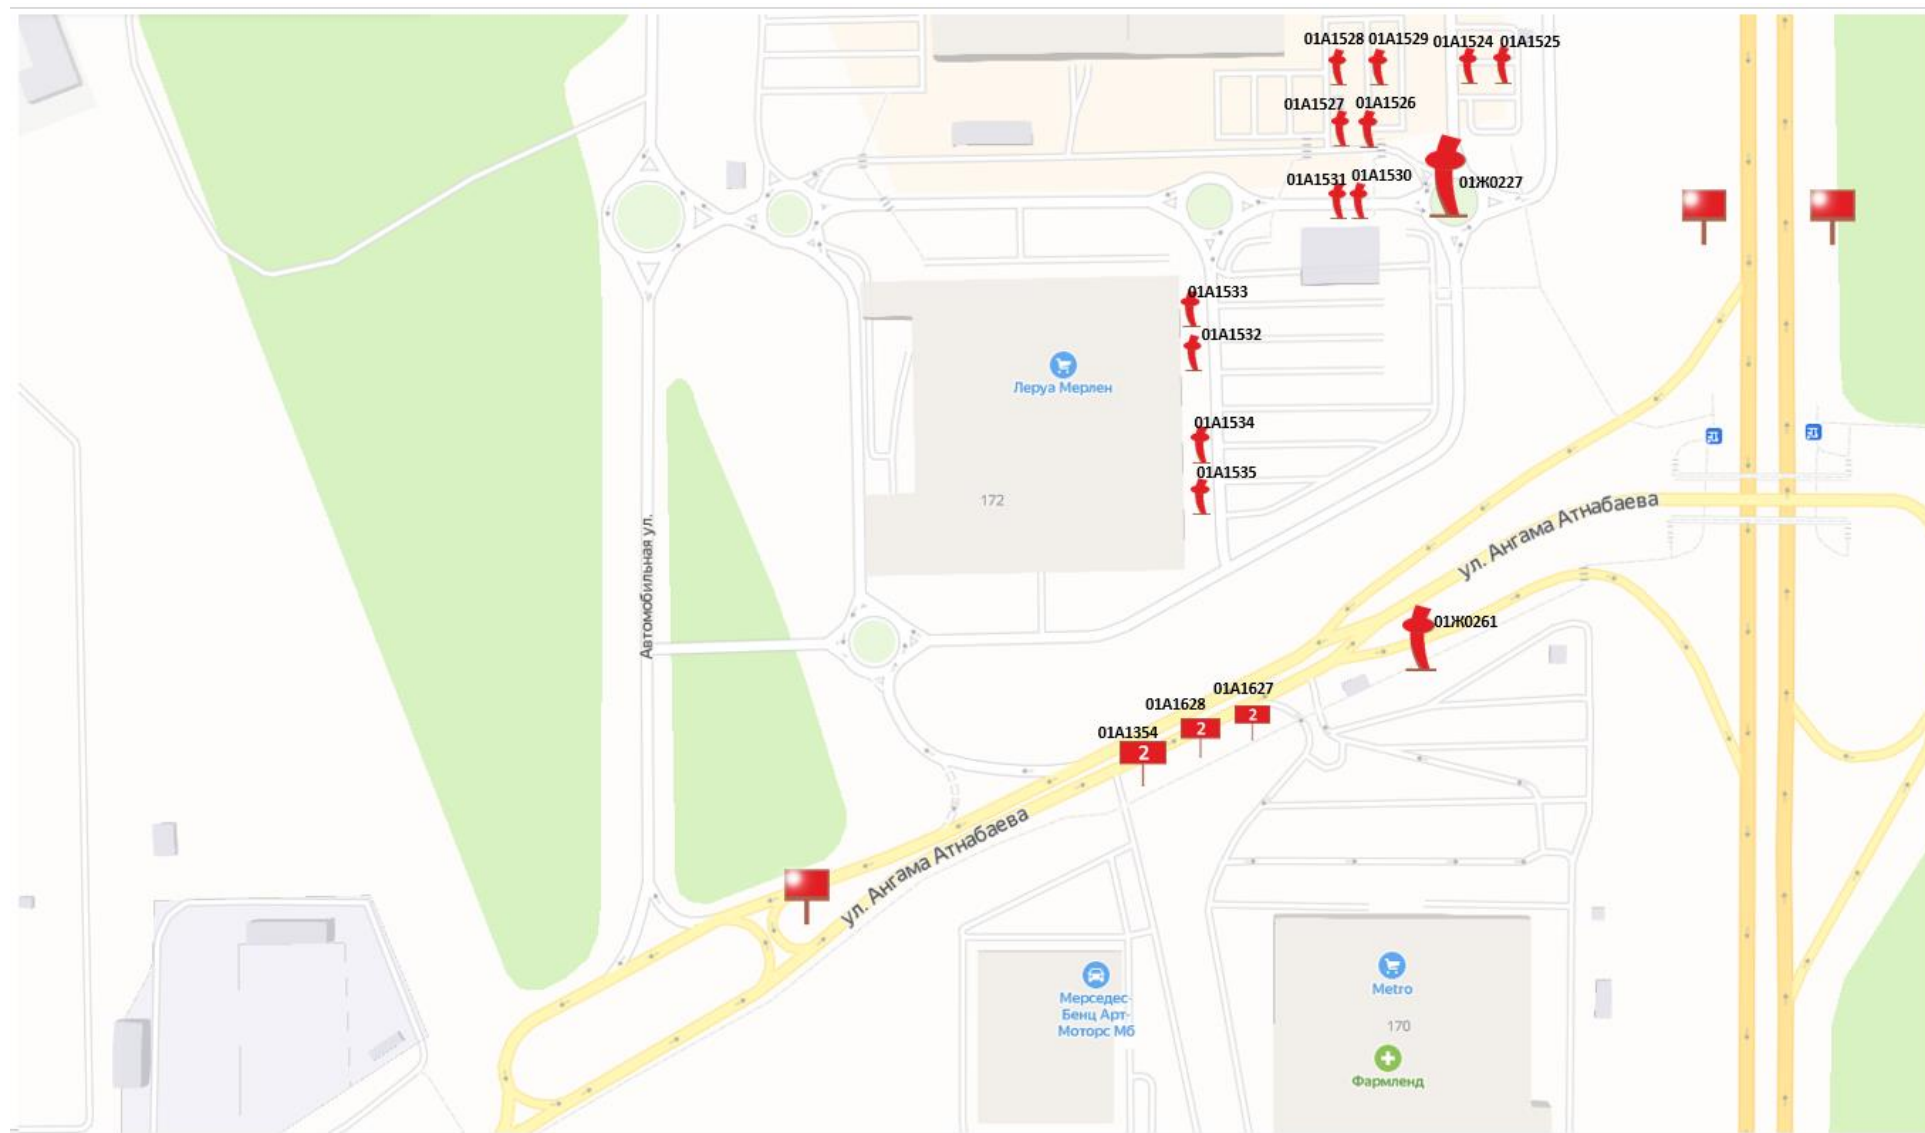 01А1528
01А1529
01А1524
01А1525
01А1527
01А1526
01А1531
01А1530
01Ж0227
01А1533
01А1532
Леруа Мерлен
01А1534
01А1535
172
ул. Ангама Атнабаева
Автомобильная ул.
01Ж0261
01А1627
2
01А1628
2
01А1354
2
ул. Ангама Атнабаева
Мерседес-
Бенц Арт-
Моторс Мб
Metro
170
Фармленд